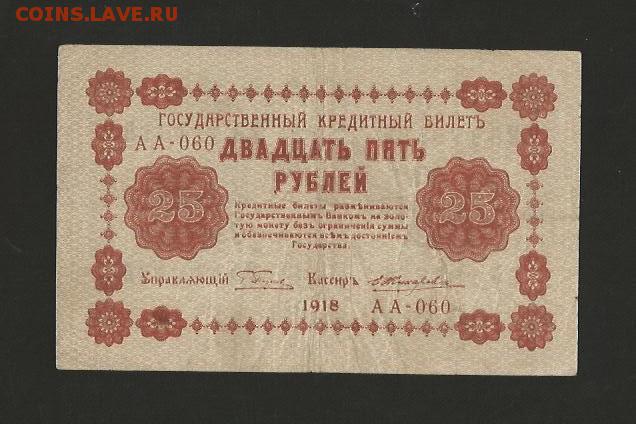 COINS.LAVE.RU
ГОСУДАРСТВЕННЫЙ КРЕДИТНЫЙ БИЛЕТЪ
АА-060
ДВАДЦАТЬ ПЯТЬ
РУБЛЕЙ
25
25
Кредитные билеты размѣниваются
Государственнымъ Банкомъ на золо-
тую монету безъ ограниченія суммы
и обезпечиваются всѣмъ достояніемъ
Государства.
Управляющій
Кассиръ
1918
АА-060